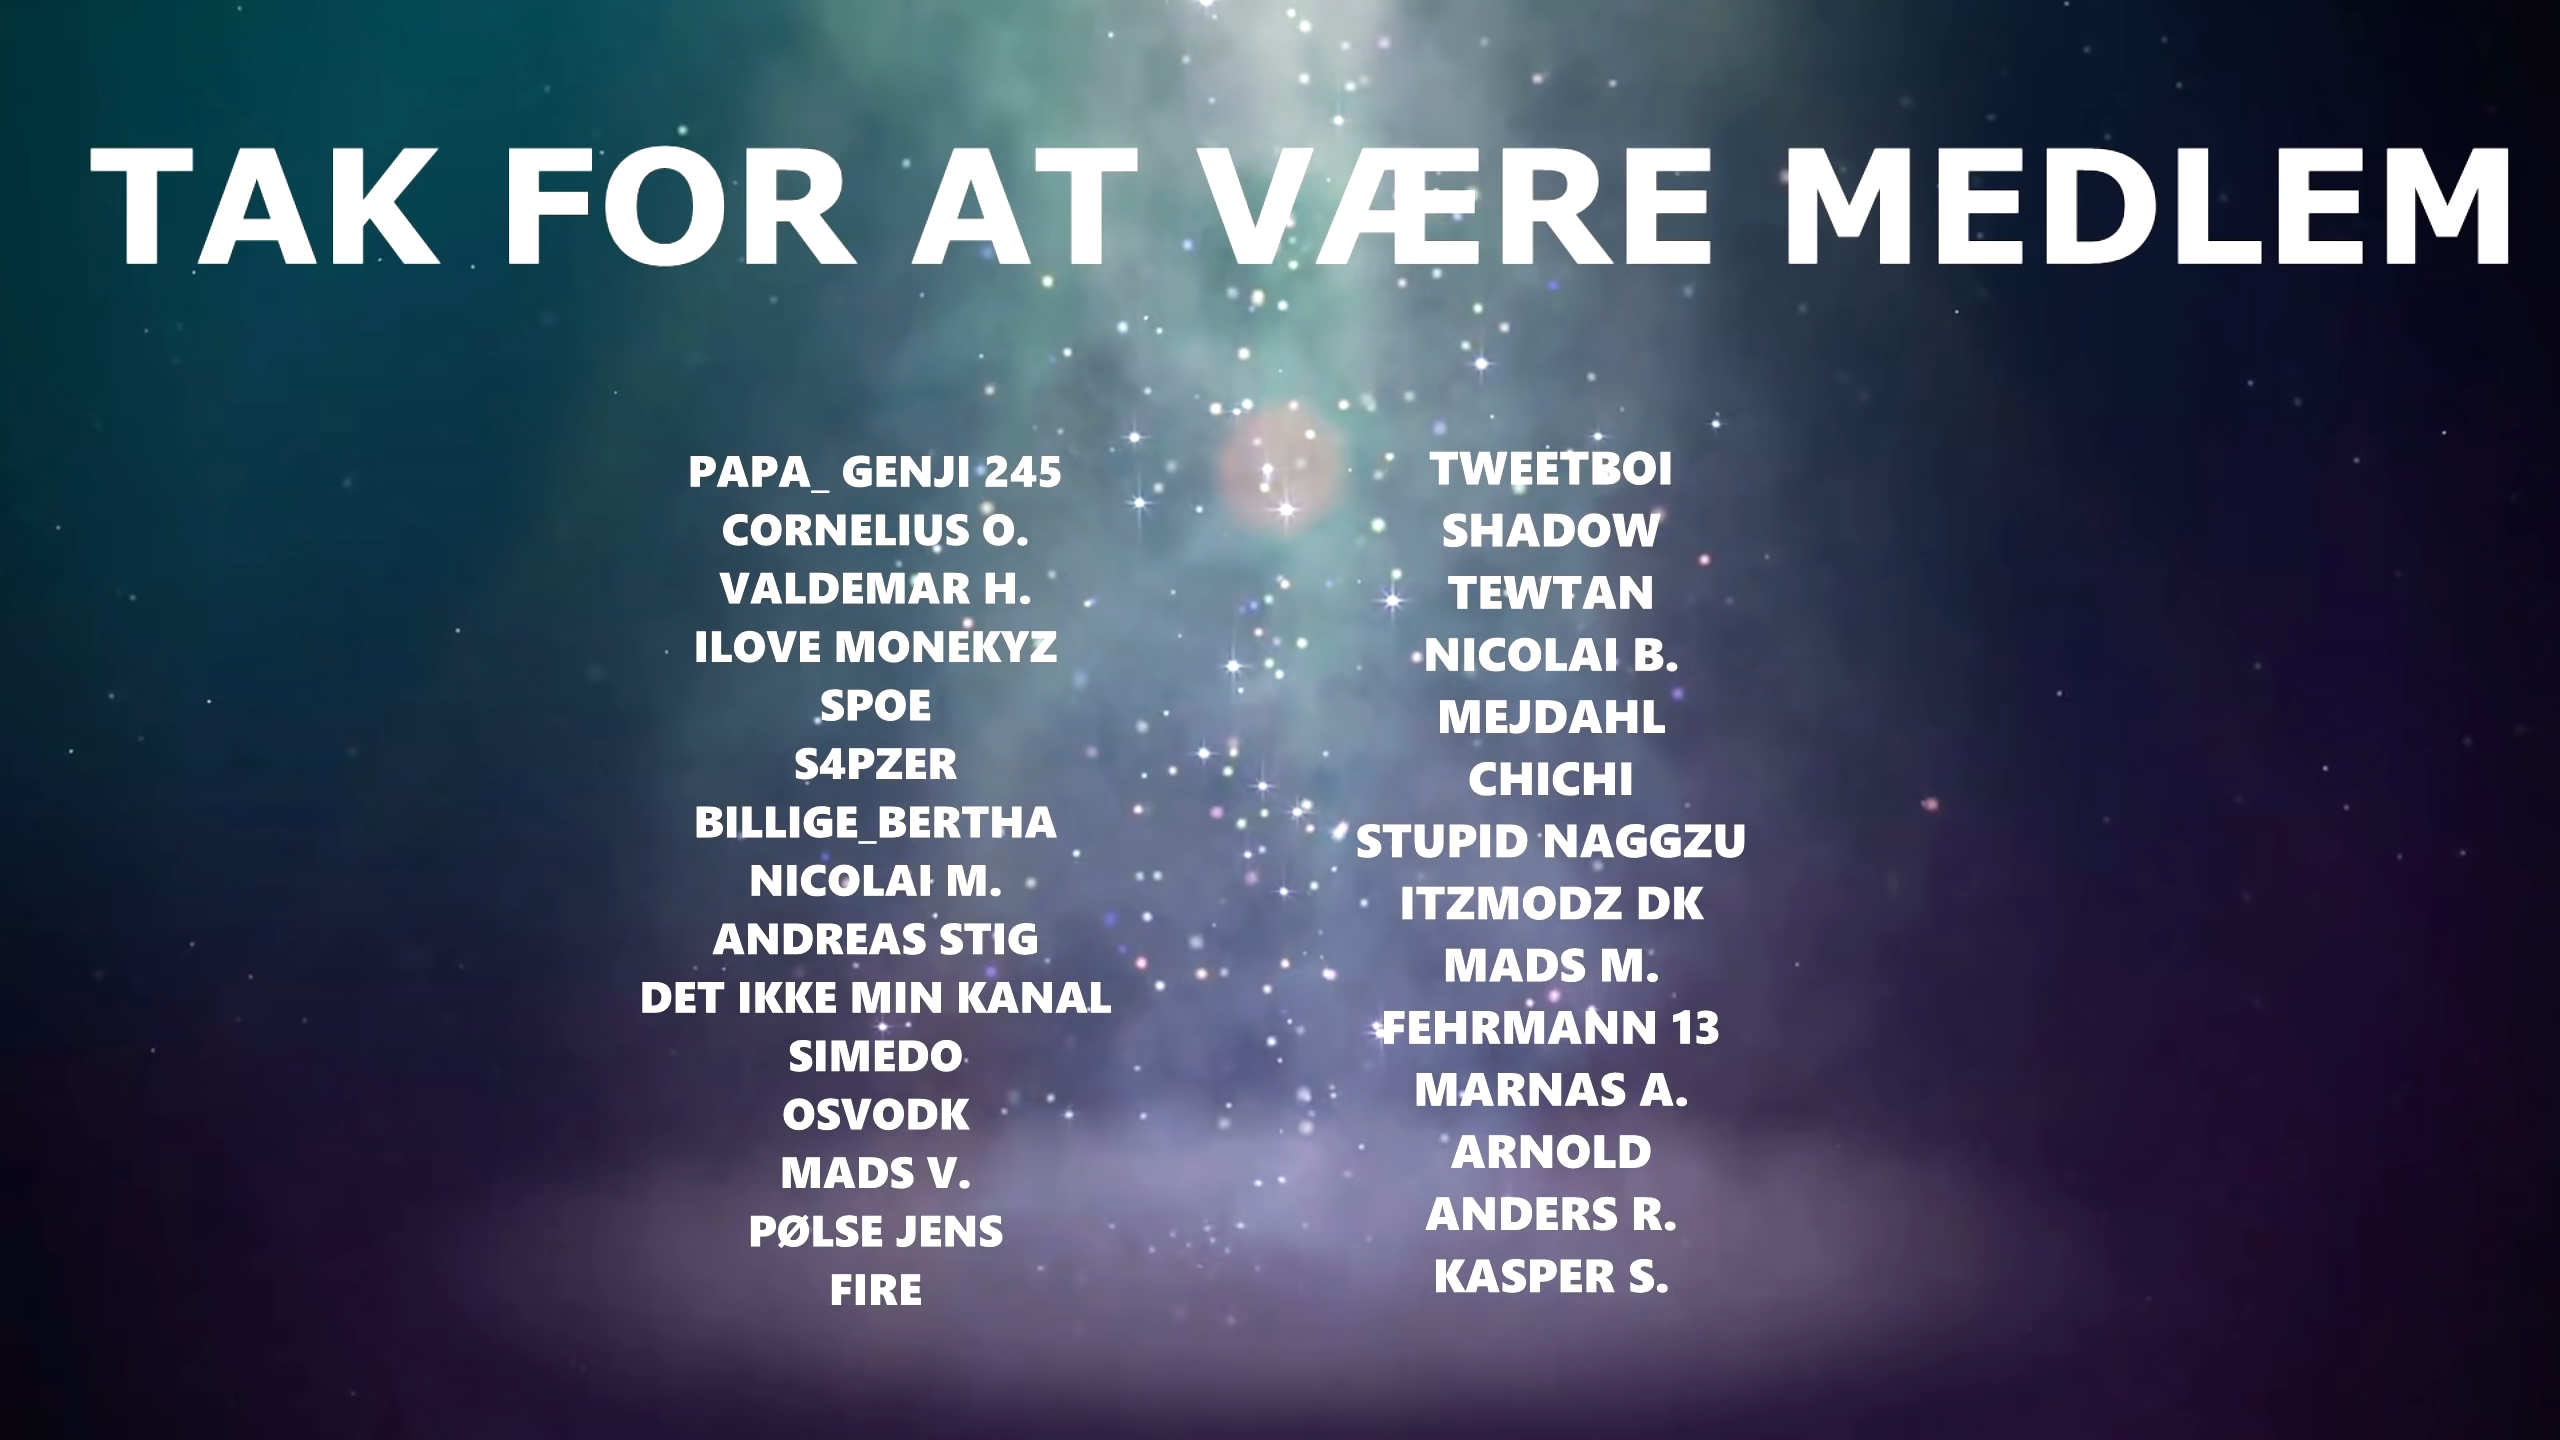 TAK FOR AT VÆRE MEDLEM
PAPA_ GENJI 245
CORNELIUS O.
VALDEMAR H.
ILOVE MONEKYZ
SPOE
S4PZER
BILLIGE_BERTHA
NICOLAI M.
ANDREAS STIG
DET IKKE MIN KANAL
SIMEDO
OSVODK
MADS V.
PØLSE JENS
FIRE
TWEETBOI
SHADOW
TEWTAN
NICOLAI B.
MEJDAHL
CHICHI
STUPID NAGGZU
ITZMODZ DK
MADS M.
FEHRMANN 13
MARNAS A.
ARNOLD
ANDERS R.
KASPER S.